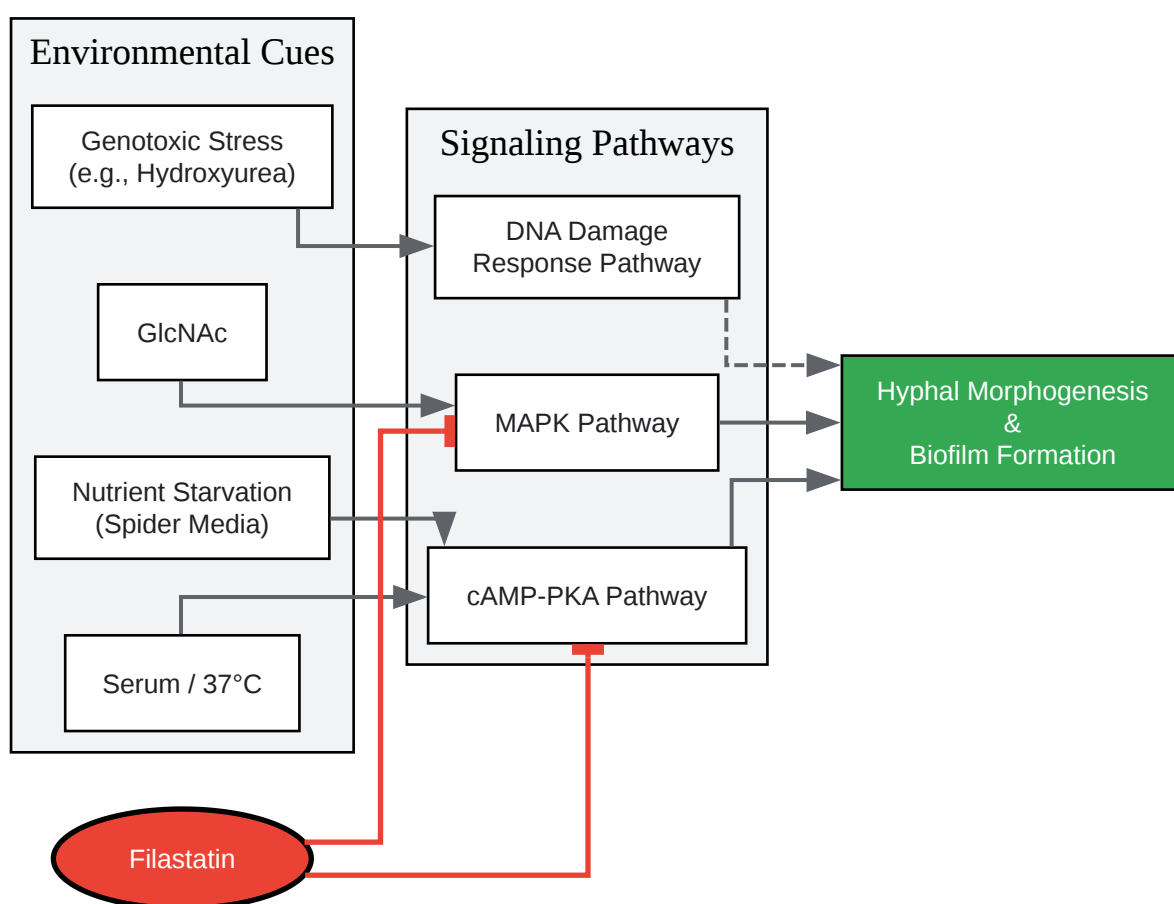 Environmental Cues
Genotoxic Stress
(e.g., Hydroxyurea)
GlcNAc
Nutrient Starvation
(Spider Media)
Serum / 37°C
Signaling Pathways
DNA Damage
Response Pathway
MAPK Pathway
cAMP-PKA Pathway
Hyphal Morphogenesis
&
Biofilm Formation
Filastatin